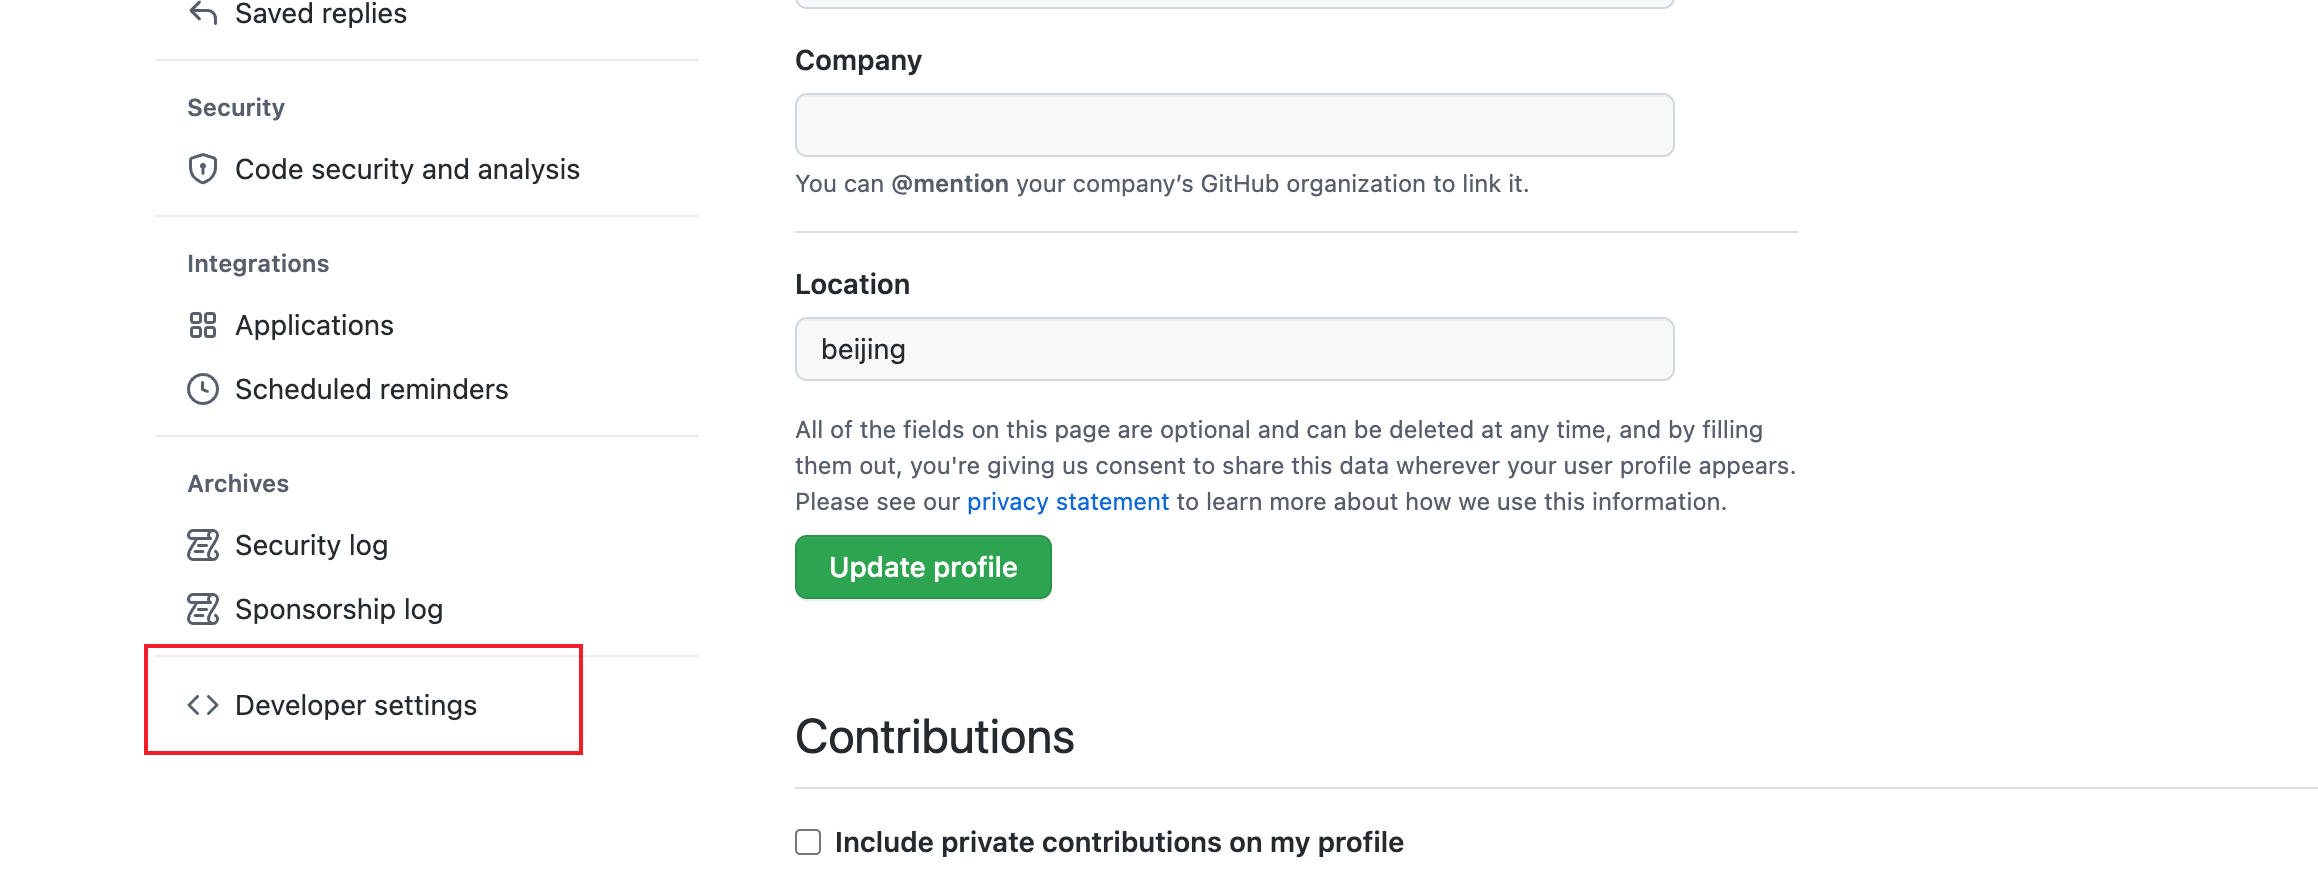 Saved replies
Security
Code security and analysis
Integrations
Applications
Scheduled reminders
Archives
Security log
Sponsorship log
Developer settings
Company
You can @mention your company’s GitHub organization to link it.
Location
beijing
All of the fields on this page are optional and can be deleted at any time, and by filling
them out, you're giving us consent to share this data wherever your user profile appears.
Please see our privacy statement to learn more about how we use this information.
Update profile
Contributions
Include private contributions on my profile